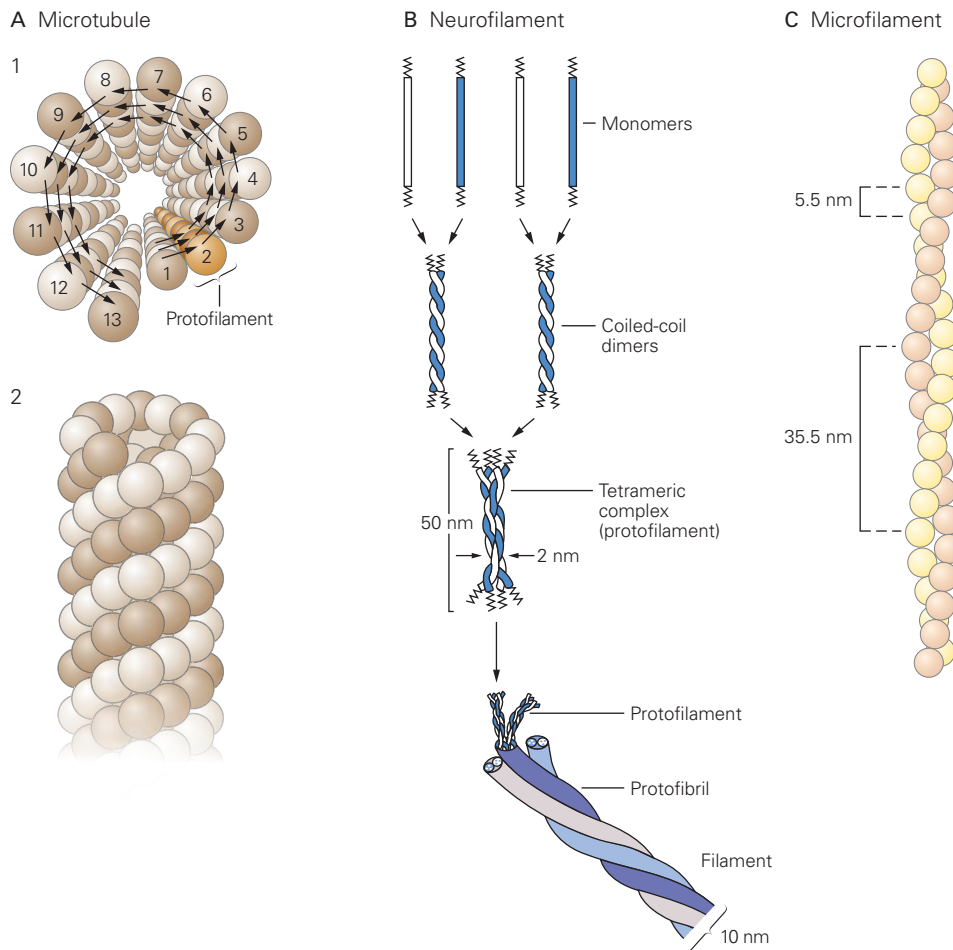 A Microtubule
1
8
7
6
9
5
10
4
11
3
2
1
12
13
Protofilament
2
B Neurofilament
Monomers
Coiled-coil
dimers
Tetrameric
complex
(protofilament)
50 nm
2 nm
Protofilament
Protofibril
Filament
10 nm
C Microfilament
5.5 nm
35.5 nm